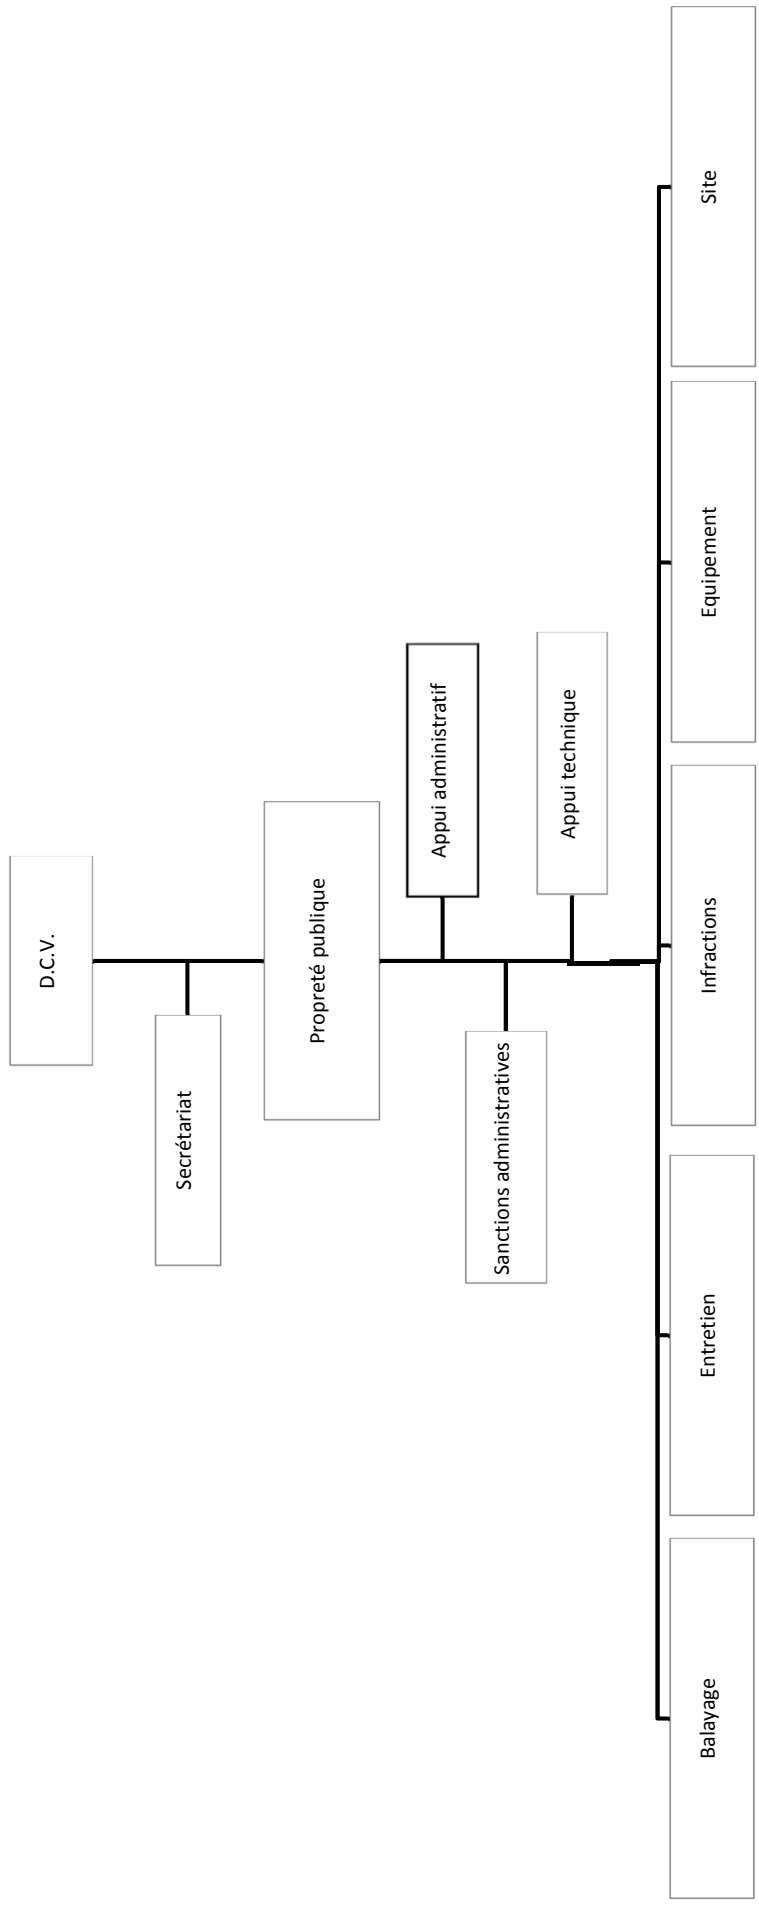 D.C.V.
Secrétariat
Propreté publique
Appui administratif
Sanctions administratives
Appui technique
Balayage
Entretien
Infractions
Equipement
Site